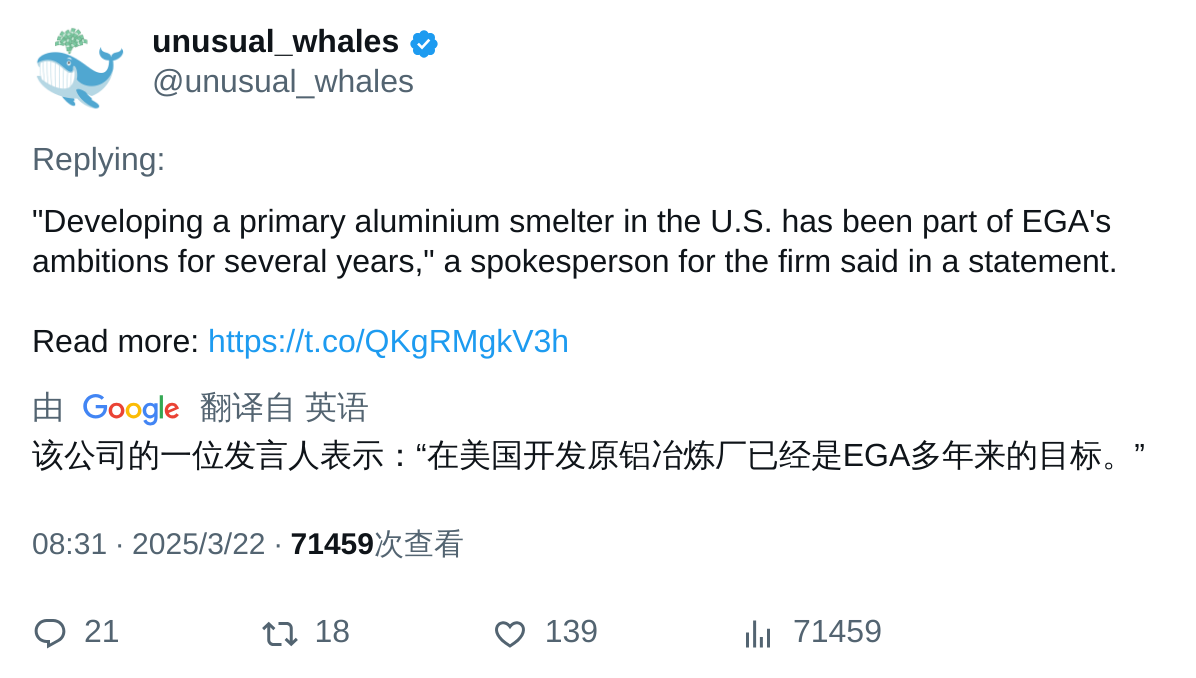 unusual_whales
@unusual_whales
Replying:
"Developing a primary aluminium smelter in the U.S. has been part of EGA's
ambitions for several years," a spokesperson for the firm said in a statement.
Read more: https://t.co/QKgRMgkV3h
由 Google 翻译自 英语
该公司的一位发言人表示：“在美国开发原铝冶炼厂已经是EGA多年来的目标。”
08:31 · 2025/3/22 · 71459次查看
21 18 139 71459